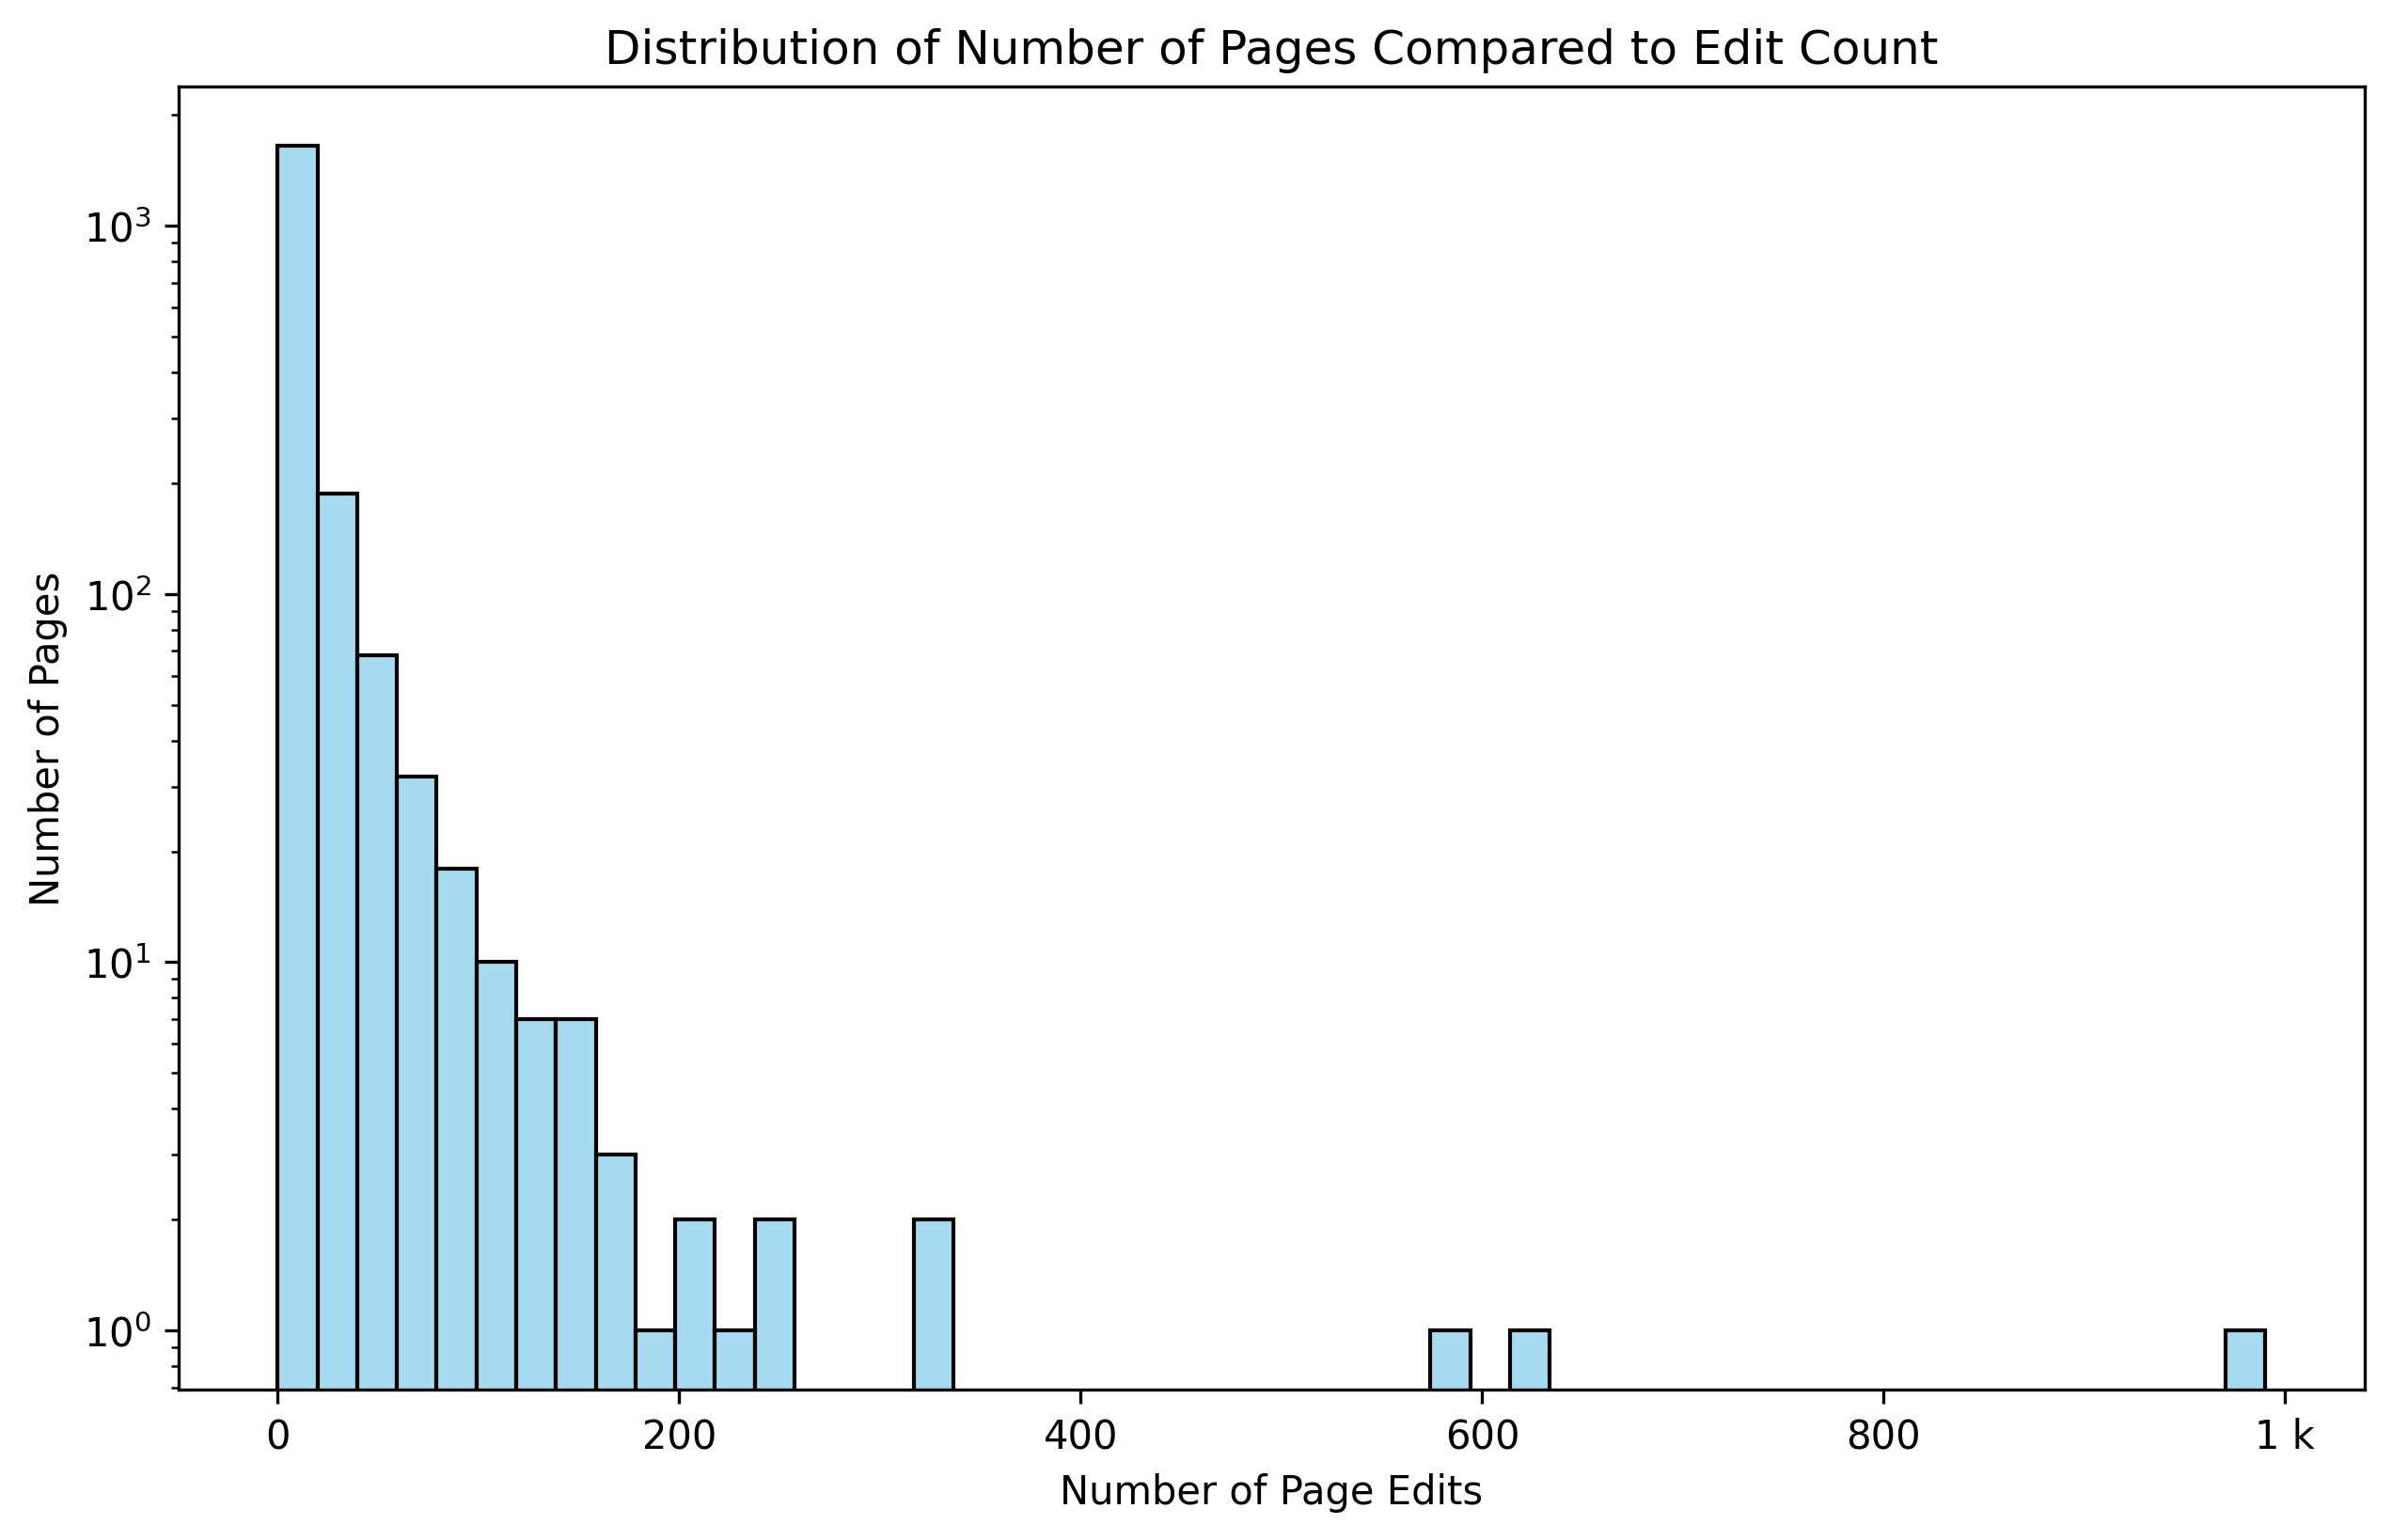 Distribution of Number of Pages Compared to Edit Count
Number of Pages
10³
10²
10¹
10⁰
0 200 400 600 800 1 k
Number of Page Edits